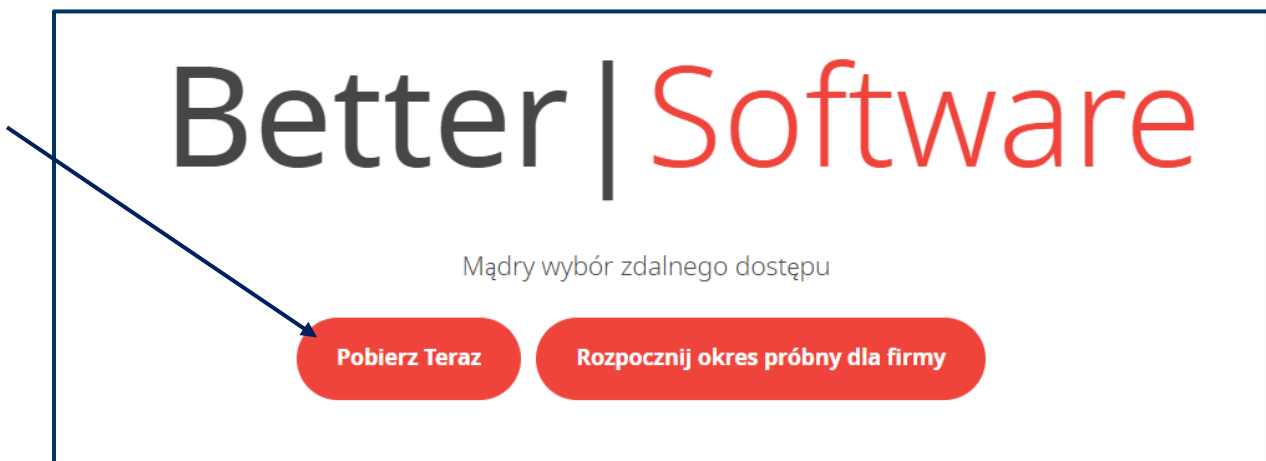 Better|Software
Mądry wybór zdalnego dostępu
Pobierz Teraz
Rozpocznij okres próbny dla firmy